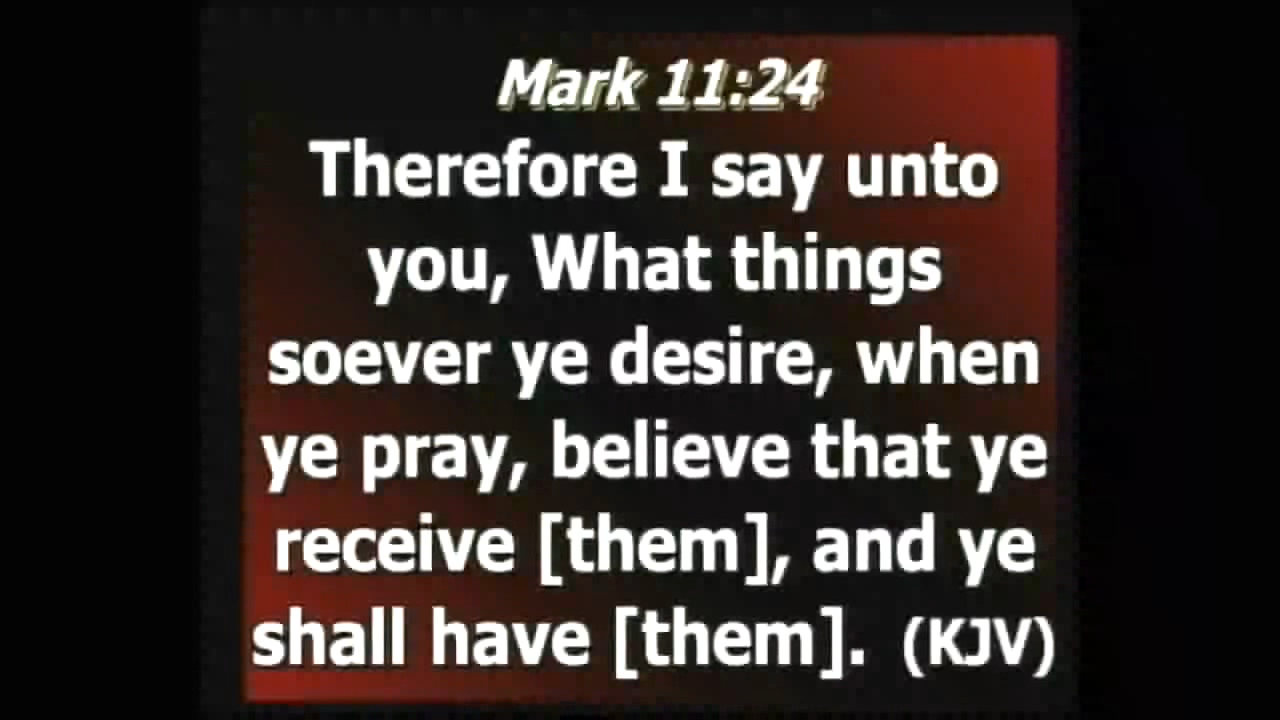 Mark 11:24
Therefore I say unto
you, What things
soever ye desire, when
ye pray, believe that ye
receive [them], and ye
shall have [them]. (KJV)